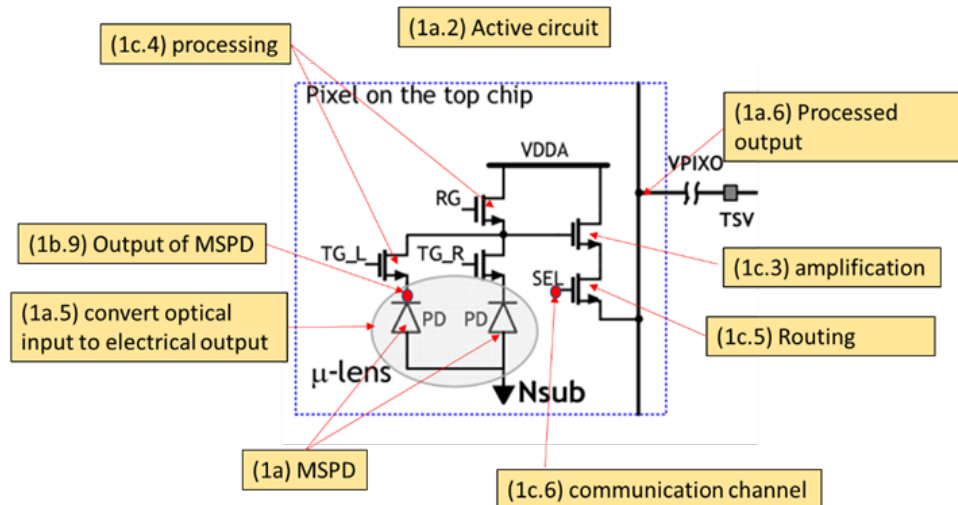 (1a.2) Active circuit
(1c.4) processing
Pixel on the top chip
(1a.6) Processed
output
VDDA
VPIXO
RG
TSV
(1b.9) Output of MSPD
TG_L
TG_R
(1c.3) amplification
SEL
(1a.5) convert optical
input to electrical output
PD
PD
(1c.5) Routing
μ-lens
Nsub
(1a) MSPD
(1c.6) communication channel